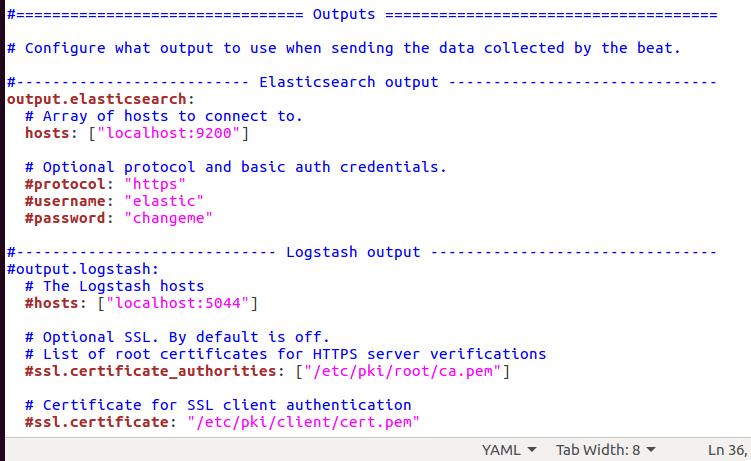 #================================ Outputs =====================================
# Configure what output to use when sending the data collected by the beat.
#-------------------------- Elasticsearch output ------------------------------
output.elasticsearch:
  # Array of hosts to connect to.
  hosts: ["localhost:9200"]
  # Optional protocol and basic auth credentials.
  #protocol: "https"
  #username: "elastic"
  #password: "changeme"
#----------------------------- Logstash output --------------------------------
#output.logstash:
  # The Logstash hosts
  #hosts: ["localhost:5044"]
  # Optional SSL. By default is off.
  # List of root certificates for HTTPS server verifications
  #ssl.certificate_authorities: ["/etc/pki/root/ca.pem"]
  # Certificate for SSL client authentication
  #ssl.certificate: "/etc/pki/client/cert.pem"
YAML Tab Width: 8 Ln 36,